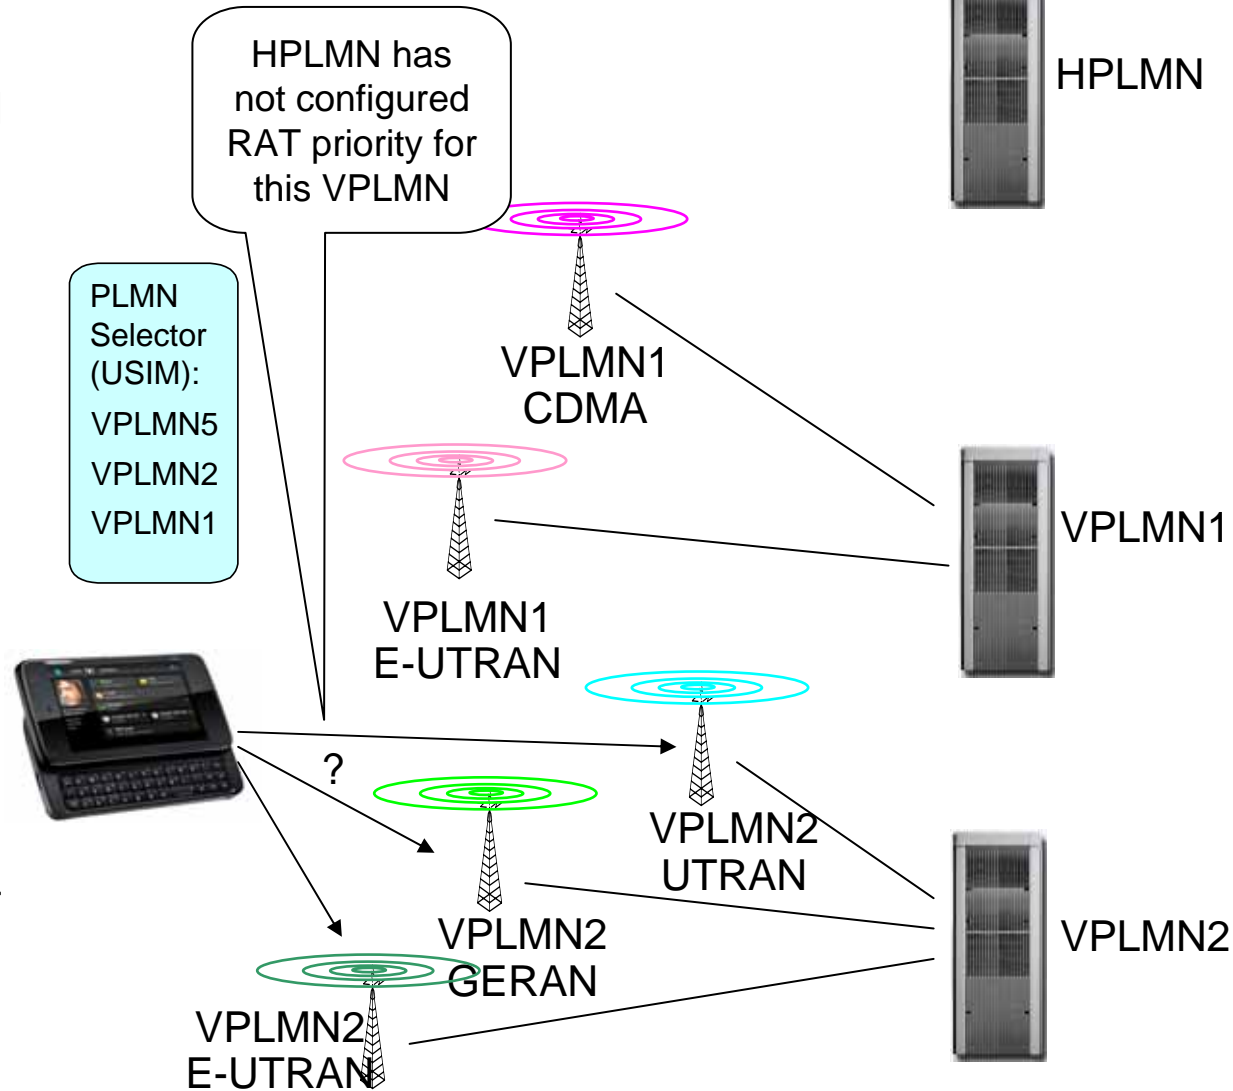 HPLMN has
not configured
RAT priority for
this VPLMN
HPLMN
PLMN
Selector
(USIM):
VPLMN5
VPLMN2
VPLMN1
VPLMN1
CDMA
VPLMN1
VPLMN1
E-UTRAN
?
VPLMN2
UTRAN
VPLMN2
GERAN
VPLMN2
VPLMN2
E-UTRAN